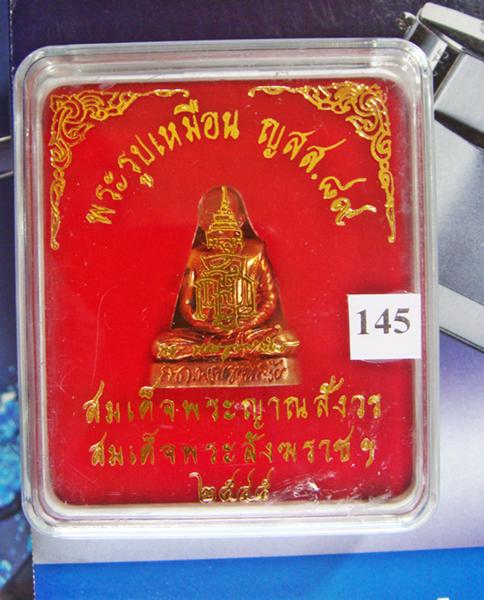 พระรูปเหมือน ญสส.๘๙
145
สมเด็จพระญาณสังวร
สมเด็จพระสังฆราชฯ
๒๕๔๕